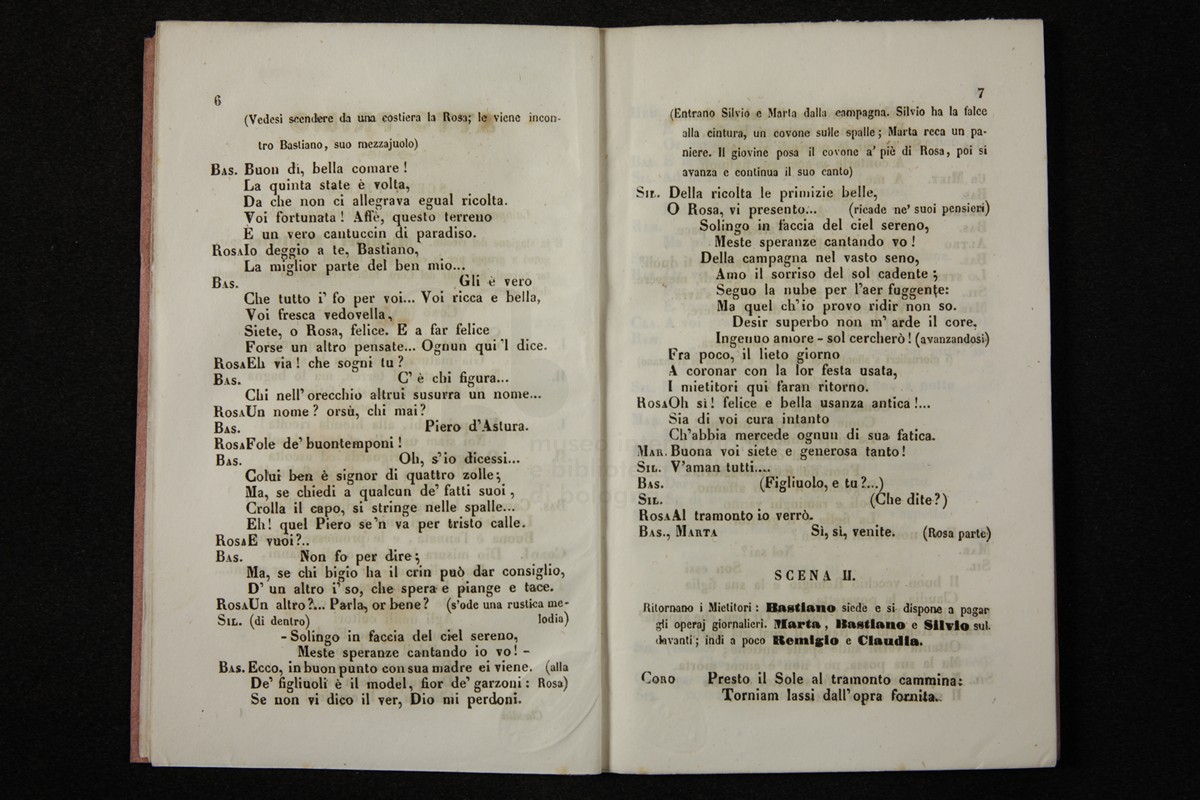 6
(Vedesi scendere da una costiera la Rosa; le viene incon-
tro Bastiano, suo mezzajuolo)
BAS. Buon dì, bella comare !
La quinta state è volta,
Da che non ci allegrava egual ricolta.
Voi fortunata ! Affè, questo terreno
È un vero cantuccin di paradiso.
ROSA Io deggio a te, Bastiano,
La miglior parte del ben mio...
BAS. Gli è vero
Che tutto i' fo per voi... Voi ricca e bella,
Voi fresca vedovella,
Siete, o Rosa, felice. E a far felice
Forse un altro pensate... Ognun qui 'l dice.
ROSA Eh via ! che sogni tu ?
BAS. C' è chi figura...
Chi nell' orecchio altrui susurra un nome...
ROSA Un nome ? orsù, chi mai ?
BAS. Piero d'Astura.
ROSA Fole de' buontemponi !
BAS. Oh, s'io dicessi...
Colui ben è signor di quattro zolle;
Ma, se chiedi a qualcun de' fatti suoi ,
Crolla il capo, si stringe nelle spalle...
Eh! quel Piero se'n va per tristo calle.
ROSA E vuoi ?..
BAS. Non fo per dire;
Ma, se chi bigio ha il crin può dar consiglio,
D' un altro i' so, che spera e piange e tace.
ROSA Un altro ?... Parla, or bene ? (s'ode una rustica me-
SIL. (di dentro) lodia)
- Solingo in faccia del ciel sereno,
Meste speranze cantando io vo ! -
BAS. Ecco, in buon punto con sua madre ei viene. (alla
De' figliuoli è il model, fior de' garzoni : Rosa)
Se non vi dico il ver, Dio mi perdoni.
7
(Entrano Silvio e Marta dalla campagna. Silvio ha la falce
alla cintura, un covone sulle spalle ; Marta reca un pa-
niere. Il giovine posa il covone a' piè di Rosa, poi si
avanza e continua il suo canto)
SIL. Della ricolta le primizie belle,
O Rosa, vi presento... (ricade ne' suoi pensieri)
Solingo in faccia del ciel sereno,
Meste speranze cantando vo !
Della campagna nel vasto seno,
Amo il sorriso del sol cadente ;
Seguo la nube per l'aer fuggente:
Ma quel ch'io provo ridir non so.
Desir superbo non m' arde il core,
Ingenuo amore - sol cercherò ! (avanzandosi)
Fra poco, il lieto giorno
A coronar con la lor festa usata,
I mietitori qui faran ritorno.
ROSA Oh sì ! felice e bella usanza antica !...
Sia di voi cura intanto
Ch'abbia mercede ognun di sua fatica.
MAR. Buona voi siete e generosa tanto !
SIL. V'aman tutti....
BAS. (Figliuolo, e tu ?...)
SIL. (Che dite ?)
ROSA Al tramonto io verrò.
BAS., MARTA Sì, sì, venite. (Rosa parte)
SCENA II.
Ritornano i Mietitori : Bastiano siede e si dispone a pagar
gli operaj giornalieri. Marta , Bastiano e Silvio sul
davanti ; indi a poco Remigio e Claudia.
CORO Presto il Sole al tramonto cammina:
Torniam lassi dall' opra fornita.